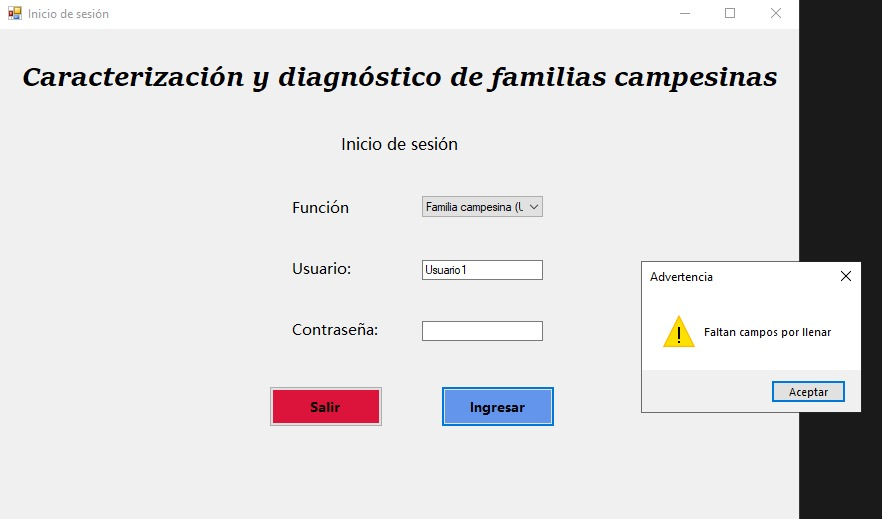 Inicio de sesión
Caracterización y diagnóstico de familias campesinas
Inicio de sesión
Función
Familia campesina (U
Usuario:
Usuario1
Contraseña:
Salir
Ingresar
Advertencia
Faltan campos por llenar
Aceptar